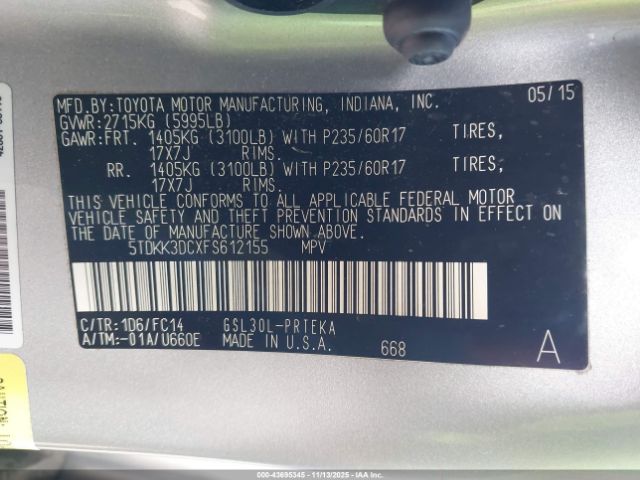 MFD.BY:TOYOTA MOTOR MANUFACTURING, INDIANA, INC. 05/15
GVWR:2715KG (5995LB)
GAWR:FRT. 1405KG (3100LB) WITH P235/60R17 TIRES,
17X7J RIMS.
RR. 1405KG (3100LB) WITH P235/60R17 TIRES,
17X7J RIMS.
THIS VEHICLE CONFORMS TO ALL APPLICABLE FEDERAL MOTOR
VEHICLE SAFETY AND THEFT PREVENTION STANDARDS IN EFFECT ON
THE DATE OF MANUFACTURE SHOWN ABOVE.
5TDKK3DCXFS612155 MPV
C/TR:1D6/FC14 GSL30L-PRTEKA
A/TM:-01A/U660E MADE IN U.S.A. 668 A
000-43695345 - 11/13/2025 - IAAI.COM